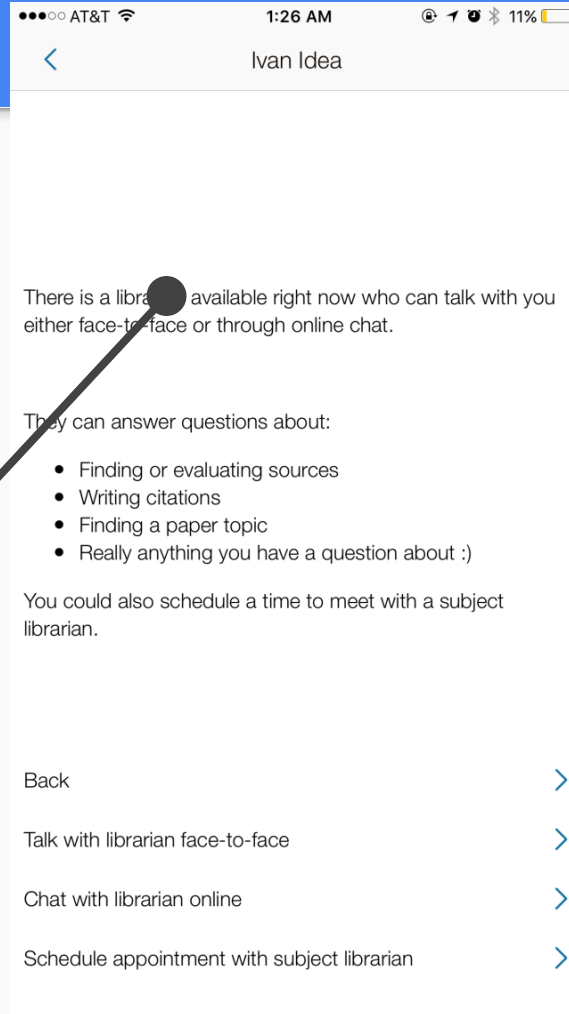 AT&T 1:26 AM 11%
Ivan Idea
There is a available right now who can talk with you
either face-to-face or through online chat.
They can answer questions about:
• Finding or evaluating sources
• Writing citations
• Finding a paper topic
• Really anything you have a question about :)
You could also schedule a time to meet with a subject
librarian.
Back
Talk with librarian face-to-face
Chat with librarian online
Schedule appointment with subject librarian